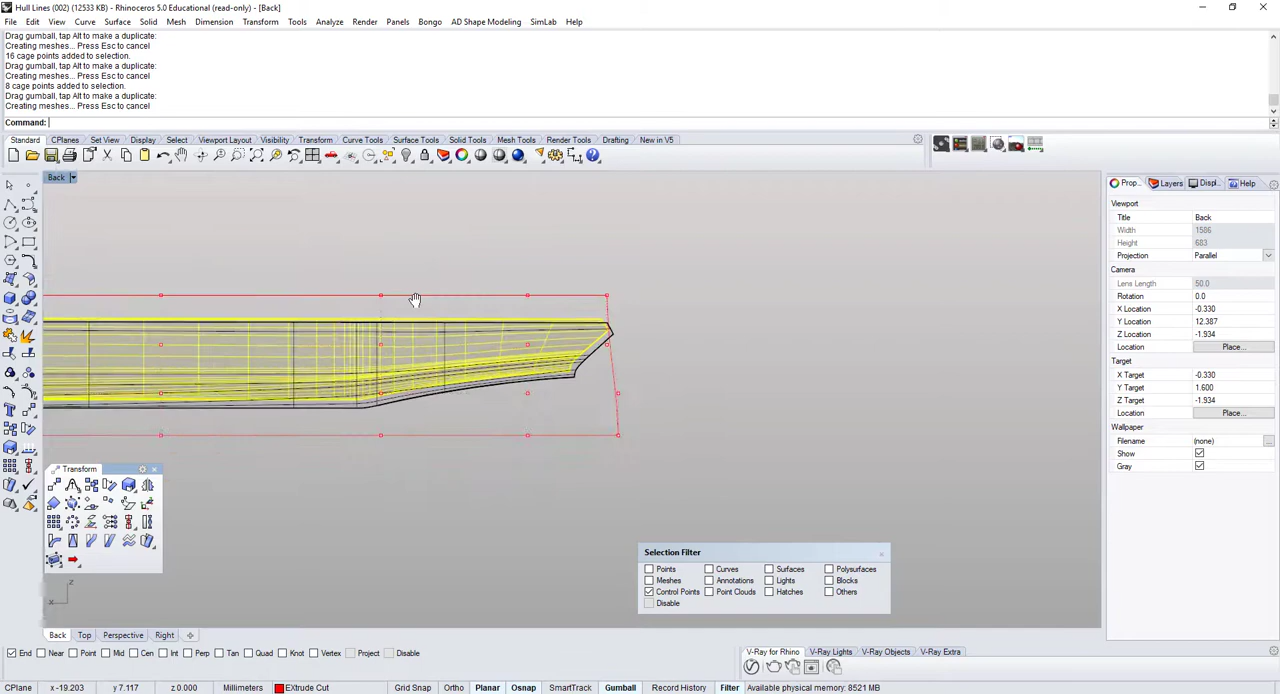 Hull Lines (002) (12533 KB) - Rhinoceros 5.0 Educational (read-only) - [Back]
File Edit View Curve Surface Solid Mesh Dimension Transform Tools Analyze Render Panels Bongo AD Shape Modeling SimLab Help
Drag gumball, tap Alt to make a duplicate:
Creating meshes... Press Esc to cancel
16 cage points added to selection.
Drag gumball, tap Alt to make a duplicate:
Creating meshes... Press Esc to cancel
8 cage points added to selection.
Drag gumball, tap Alt to make a duplicate:
Creating meshes... Press Esc to cancel
Command:
Standard CPlanes Set View Display Select Viewport Layout Visibility Transform Curve Tools Surface Tools Solid Tools Mesh Tools Render Tools Drafting New in V5
Back
Prop... Layers Displ... Help
Viewport
Title Back
Width 1586
Height 683
Projection Parallel
Camera
Lens Length 50.0
Rotation 0.0
X Location -0.330
Y Location 12.387
Z Location -1.934
Location Place...
Target
X Target -0.330
Y Target 1.600
Z Target -1.934
Location Place...
Wallpaper
Filename (none)
Show
Gray
Transform
Selection Filter
Points Curves Surfaces Polysurfaces
Meshes Annotations Lights Blocks
Control Points Point Clouds Hatches Others
Disable
z
x
Back Top Perspective Right
End Near Point Mid Cen Int Perp Tan Quad Knot Vertex Project Disable
V-Ray for Rhino V-Ray Lights V-Ray Objects V-Ray Extra
CPlane x -19.203 y 7.117 z 0.000 Millimeters EXtrude Cut Grid Snap Ortho Planar Osnap SmartTrack Gumball Record History Filter Available physical memory: 8521 MB